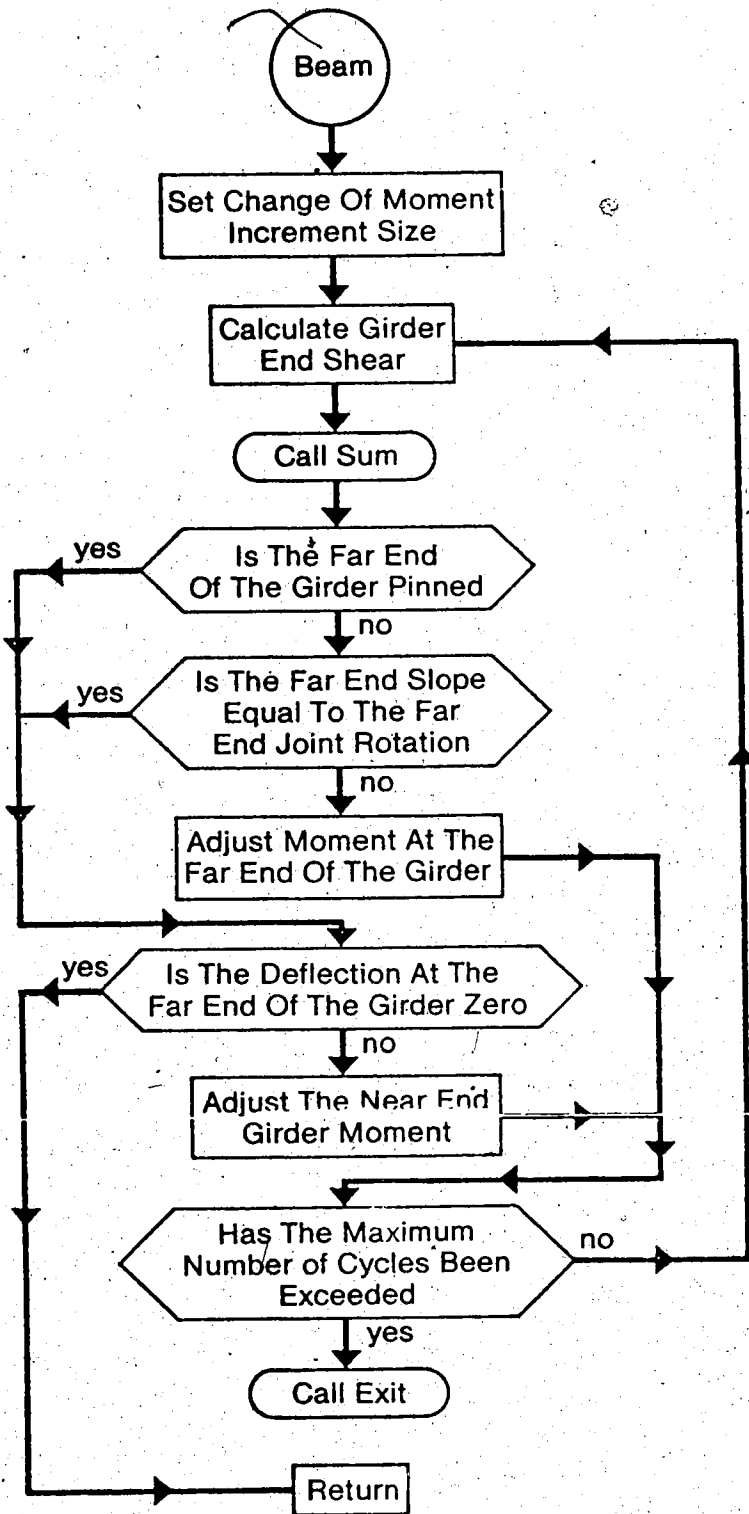 Beam
Set Change Of Moment
Increment Size
Calculate Girder
End Shear
Call Sum
yes
Is The Far End
Of The Girder Pinned
no
yes
Is The Far End Slope
Equal To The Far
End Joint Rotation
no
Adjust Moment At The
Far End Of The Girder
yes
Is The Deflection At The
Far End Of The Girder Zero
no
Adjust The Near End
Girder Moment
Has The Maximum
Number of Cycles Been
Exceeded
no
yes
Call Exit
Return